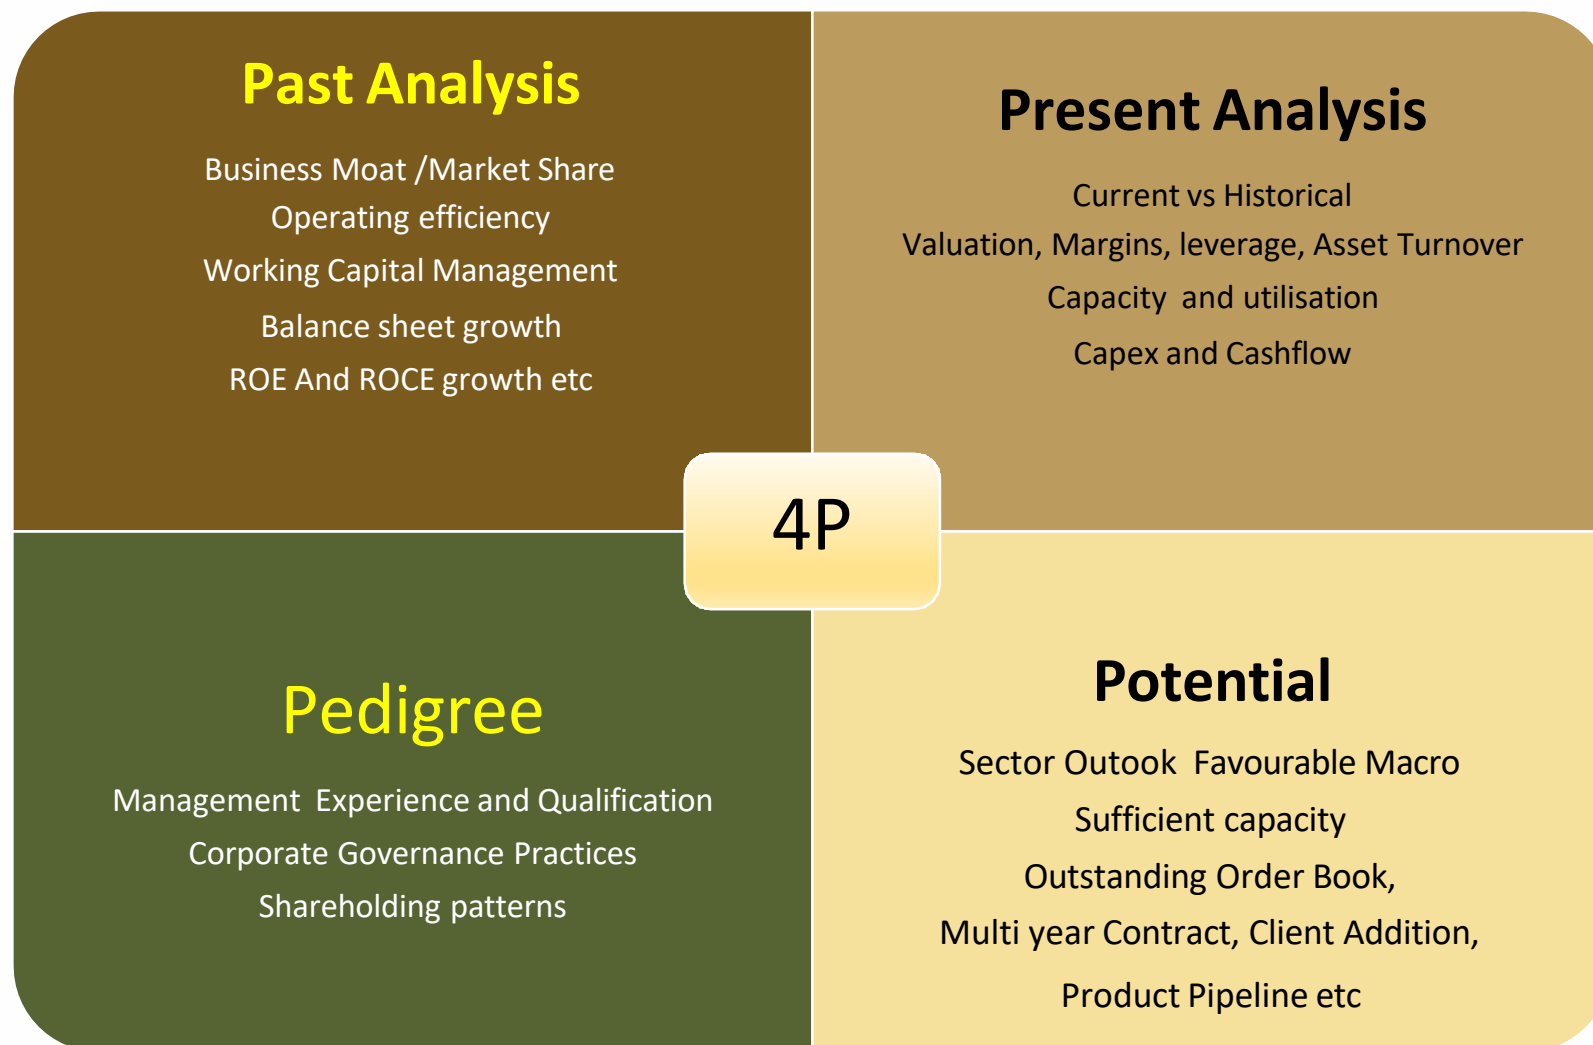 Past Analysis
Business Moat /Market Share
Operating efficiency
Working Capital Management
Balance sheet growth
ROE And ROCE growth etc
Present Analysis
Current vs Historical
Valuation, Margins, leverage, Asset Turnover
Capacity and utilisation
Capex and Cashflow
4P
Pedigree
Management Experience and Qualification
Corporate Governance Practices
Shareholding patterns
Potential
Sector Outook Favourable Macro
Sufficient capacity
Outstanding Order Book,
Multi year Contract, Client Addition,
Product Pipeline etc